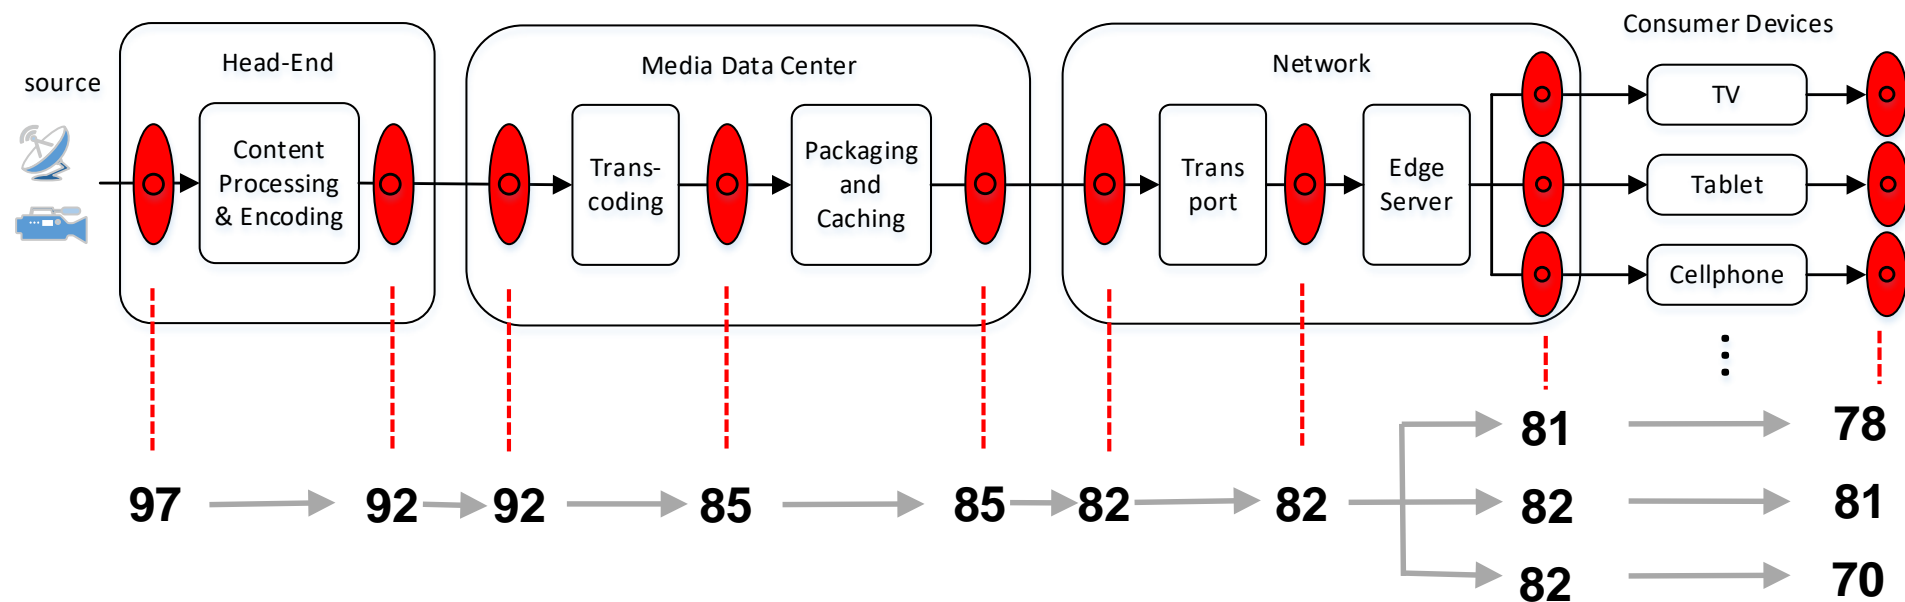 Consumer Devices
Head-End
Media Data Center
Network
source
Content
Processing
& Encoding
Trans-
coding
Packaging
and
Caching
Trans
port
Edge
Server
TV
Tablet
Cellphone
97
92
92
85
85
82
82
81
78
82
81
82
70